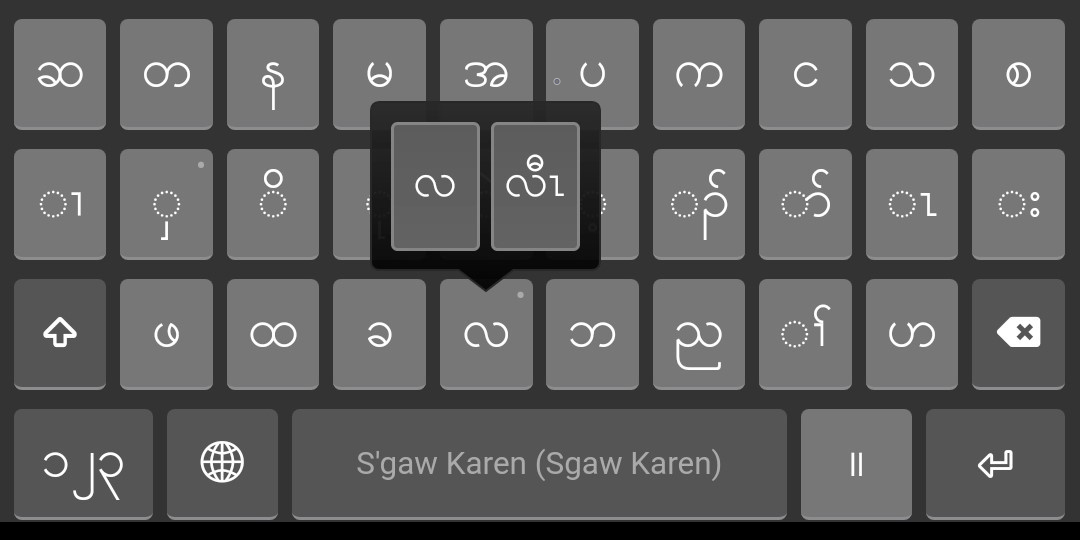 ဆ တ န မ အ ပ က င သ စ
လ လီၤ
ါ ှ ိ ဉ် ာ် ၤ း
ဖ ထ ခ လ ဘ ည ၢ် ဟ
၁၂၃ S'gaw Karen (Sgaw Karen) ။